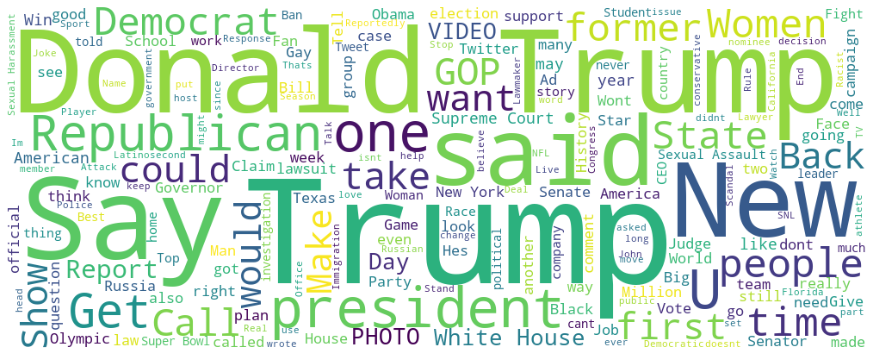 Sexual Harassment
Win
good
Sport
Democrat
Ban
Obama
Reportedly
Tell
election
support
Student
issue
Fight
former
Women
Joke
told
School
work
Response
Fan
Tweet
Gay
case
VIDEO
Twitter
many
may
Stop
Lawmaker
never
nominee
decision
Donald Trump
see
government
Name
put
host
since
Director
Thats
Bill
group
GOP
Ad
story
word
year
country
conservative
Rule
California
Racist
End
campaign
come
Player
Season
want
Supreme Court
Wont
Star
History
didnt
Lawyer
Well
TV
Face
going
Im
American
member
Attack
Latinosecond
might
Republican
Talk
one
said
NFL
State
Back
Claim
week
isnt
help
believe
Congress
CEO
Sexual Assault
Watch
two
leader
could
lawsuit
take
New York
Live
Deal
Senate
America
Scandal
SNL
athlete
know
think
keep
Police
Governor
love
Woman
Texas
Race
change
Say
Trump
New
official
thing
Best
home
would
Man
investigation
Immigration
Make
Game
look
Hes
political
asked
long
move
John
Judge
World
like
dont
much
Show
question
Report
Top
got
Office
Russian
even
Day
Party
another
company
comment
Big
U
people
team
really
head
Russia
also
right
plan
Stand
president
way
Million
public
still
need
Give
Florida
part
Get
Call
Real
use
wrote
House
Black
cant
ever
Job
Vote
first
go
set
time
Olympic
law
Super Bowl
called
PHOTO
White House
Democratic
doesnt
Senator
made